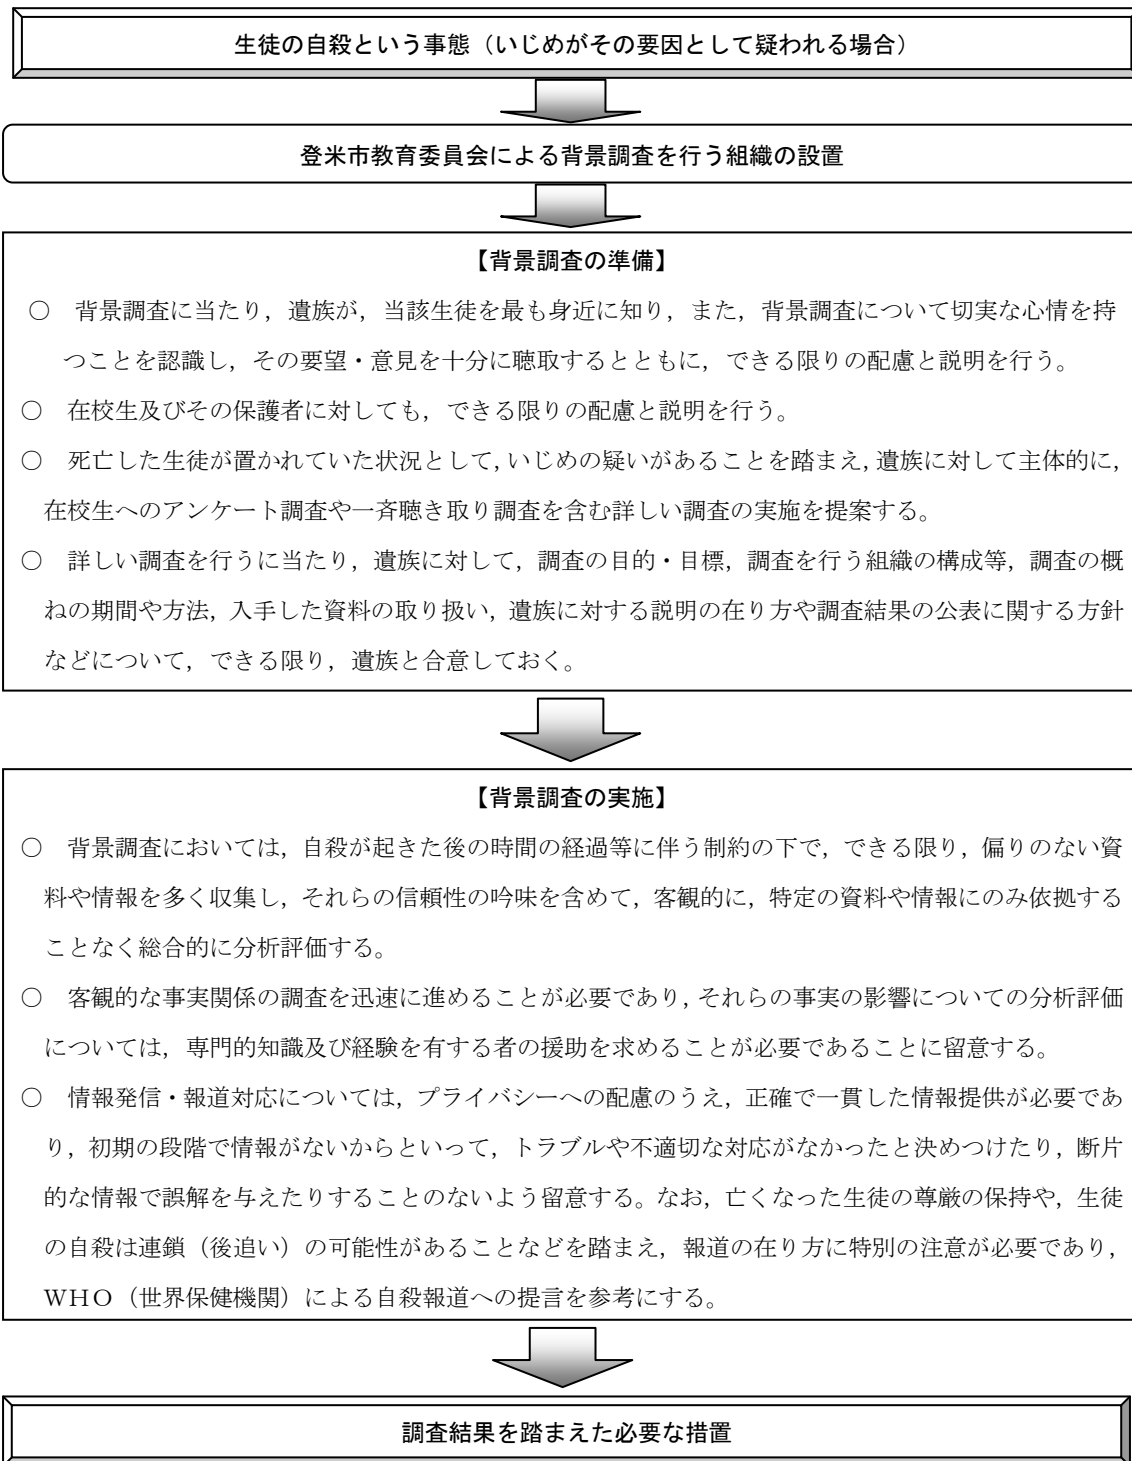 生徒の自殺という事態（いじめがその要因として疑われる場合）
登米市教育委員会による背景調査を行う組織の設置
【背景調査の準備】
○　背景調査に当たり，遺族が，当該生徒を最も身近に知り，また，背景調査について切実な心情を持
つことを認識し，その要望・意見を十分に聴取するとともに，できる限りの配慮と説明を行う。
○　在校生及びその保護者に対しても，できる限りの配慮と説明を行う。
○　死亡した生徒が置かれていた状況として，いじめの疑いがあることを踏まえ，遺族に対して主体的に，
在校生へのアンケート調査や一斉聴き取り調査を含む詳しい調査の実施を提案する。
○　詳しい調査を行うに当たり，遺族に対して，調査の目的・目標，調査を行う組織の構成等，調査の概
ねの期間や方法，入手した資料の取り扱い，遺族に対する説明の在り方や調査結果の公表に関する方針
などについて，できる限り，遺族と合意しておく。
【背景調査の実施】
○　背景調査においては，自殺が起きた後の時間の経過等に伴う制約の下で，できる限り，偏りのない資
料や情報を多く収集し，それらの信頼性の吟味を含めて，客観的に，特定の資料や情報にのみ依拠する
ことなく総合的に分析評価する。
○　客観的な事実関係の調査を迅速に進めることが必要であり，それらの事実の影響についての分析評価
については，専門的知識及び経験を有する者の援助を求めることが必要であることに留意する。
○　情報発信・報道対応については，プライバシーへの配慮のうえ，正確で一貫した情報提供が必要であ
り，初期の段階で情報がないからといって，トラブルや不適切な対応がなかったと決めつけたり，断片
的な情報で誤解を与えたりすることのないよう留意する。なお，亡くなった生徒の尊厳の保持や，生徒
の自殺は連鎖（後追い）の可能性があることなどを踏まえ，報道の在り方に特別の注意が必要であり，
ＷＨＯ（世界保健機関）による自殺報道への提言を参考にする。
調査結果を踏まえた必要な措置